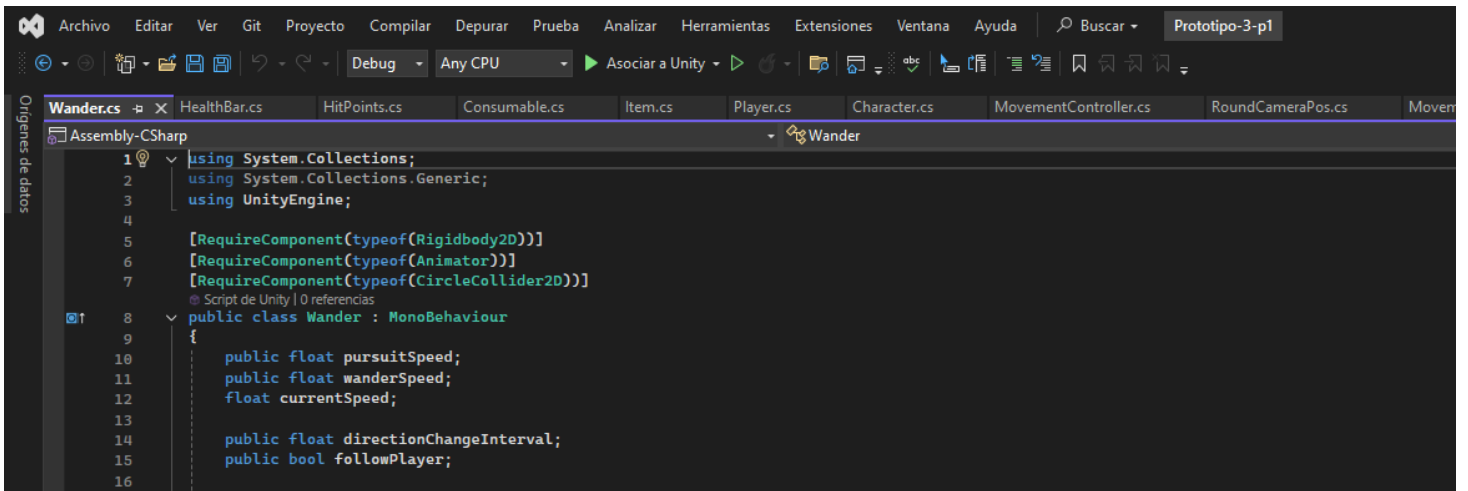 Archivo Editar Ver Git Proyecto Compilar Depurar Prueba Analizar Herramientas Extensiones Ventana Ayuda Buscar Prototipo-3-p1
Debug Any CPU Asociar a Unity
Orígenes de datos
Wander.cs HealthBar.cs HitPoints.cs Consumable.cs Item.cs Player.cs Character.cs MovementController.cs RoundCameraPos.cs Movem
Assembly-CSharp Wander
1 using System.Collections;
2 using System.Collections.Generic;
3 using UnityEngine;
4
5 [RequireComponent(typeof(Rigidbody2D))]
6 [RequireComponent(typeof(Animator))]
7 [RequireComponent(typeof(CircleCollider2D))]
Script de Unity | 0 referencias
8 public class Wander : MonoBehaviour
9 {
10 public float pursuitSpeed;
11 public float wanderSpeed;
12 float currentSpeed;
13
14 public float directionChangeInterval;
15 public bool followPlayer;
16